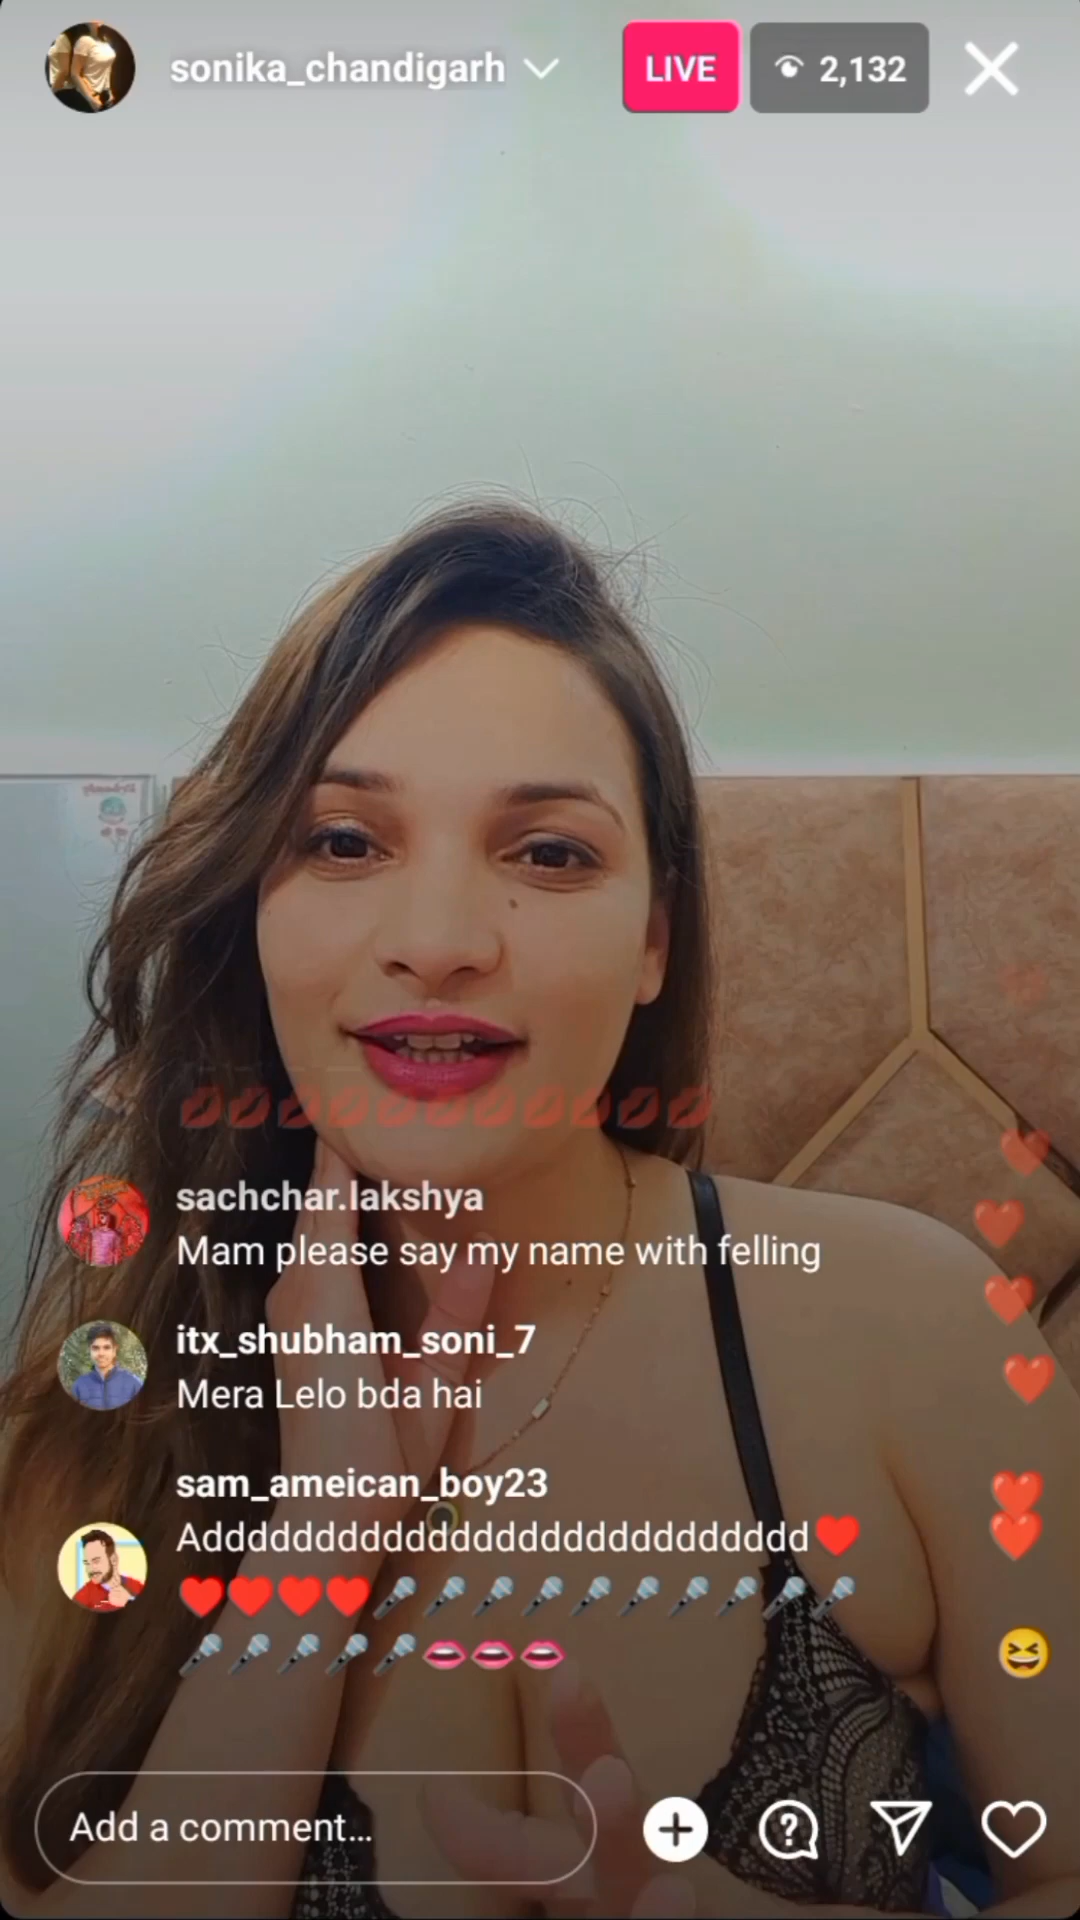 sonika_chandigarh
LIVE
2,132
sachchar.lakshya
Mam please say my name with felling
itx_shubham_soni_7
Mera Lelo bda hai
sam_ameican_boy23
Addddddddddddddddddddddddddd❤️
❤️❤️❤️❤️🎤🎤🎤🎤🎤🎤🎤🎤🎤🎤
🎤🎤🎤🎤🎤👄👄👄
Add a comment...